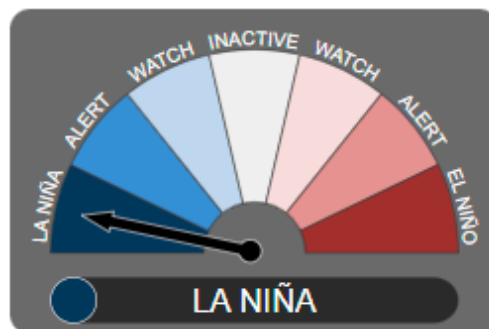 LA NIÑA
ALERT
WATCH
INACTIVE
WATCH
ALERT
EL NIÑO
LA NIÑA